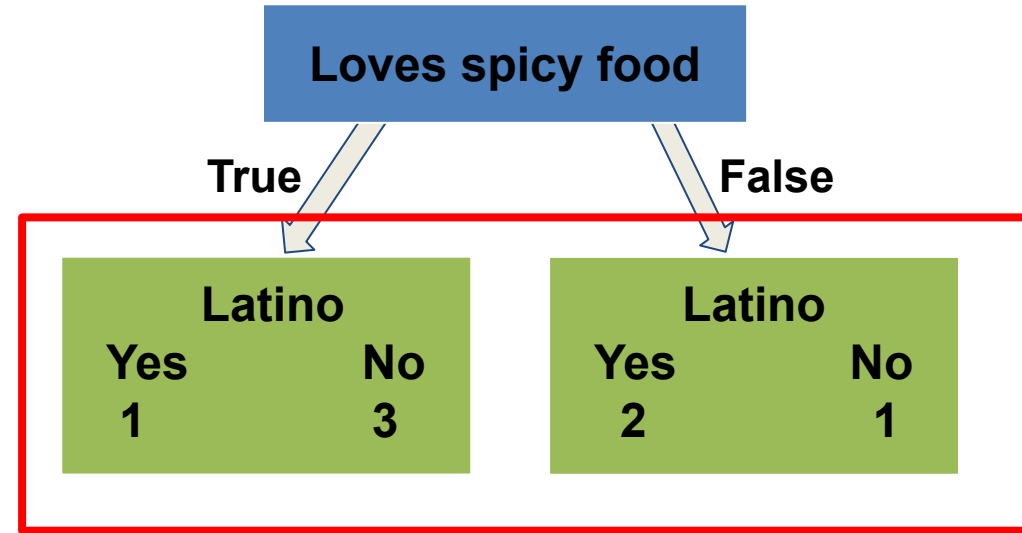 Loves spicy food
True False
Latino
Yes No
1 3
Latino
Yes No
2 1